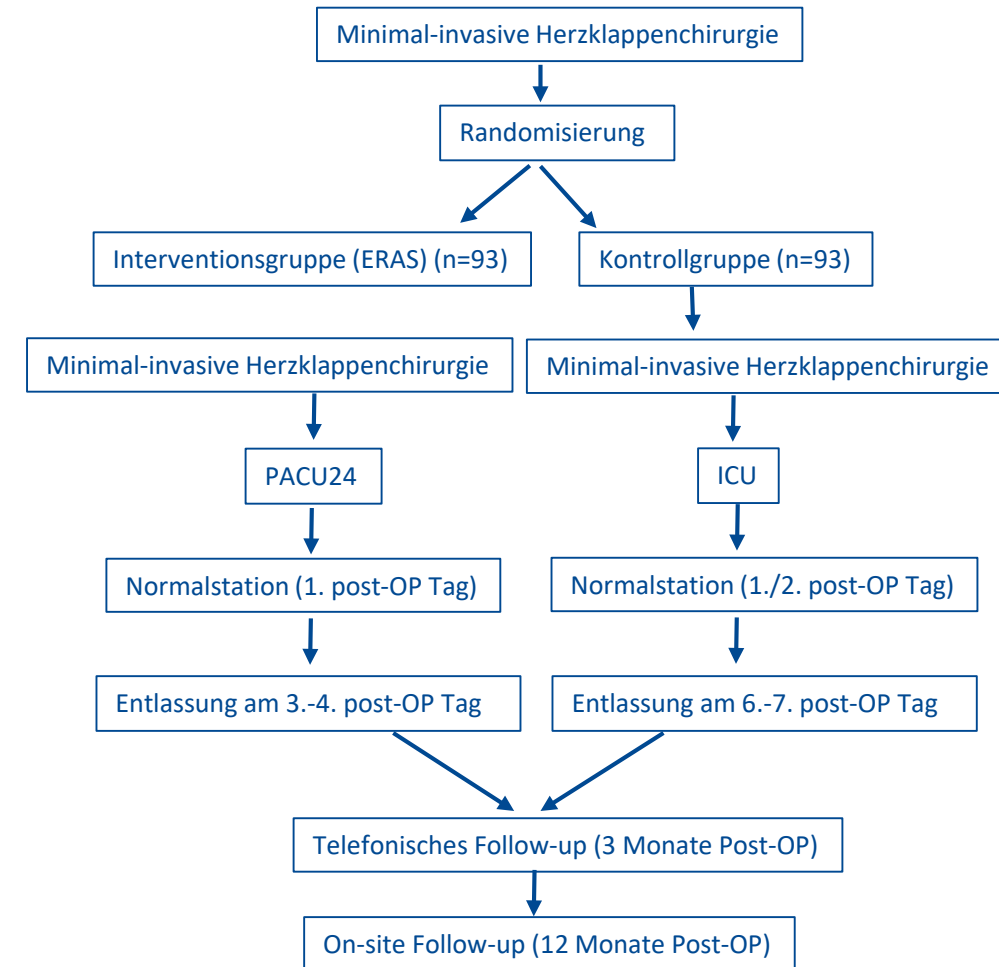 Minimal-invasive Herzklappenchirurgie
Randomisierung
Interventionsgruppe (ERAS) (n=93)
Kontrollgruppe (n=93)
Minimal-invasive Herzklappenchirurgie
Minimal-invasive Herzklappenchirurgie
PACU24
ICU
Normalstation (1. post-OP Tag)
Normalstation (1./2. post-OP Tag)
Entlassung am 3.-4. post-OP Tag
Entlassung am 6.-7. post-OP Tag
Telefonisches Follow-up (3 Monate Post-OP)
On-site Follow-up (12 Monate Post-OP)